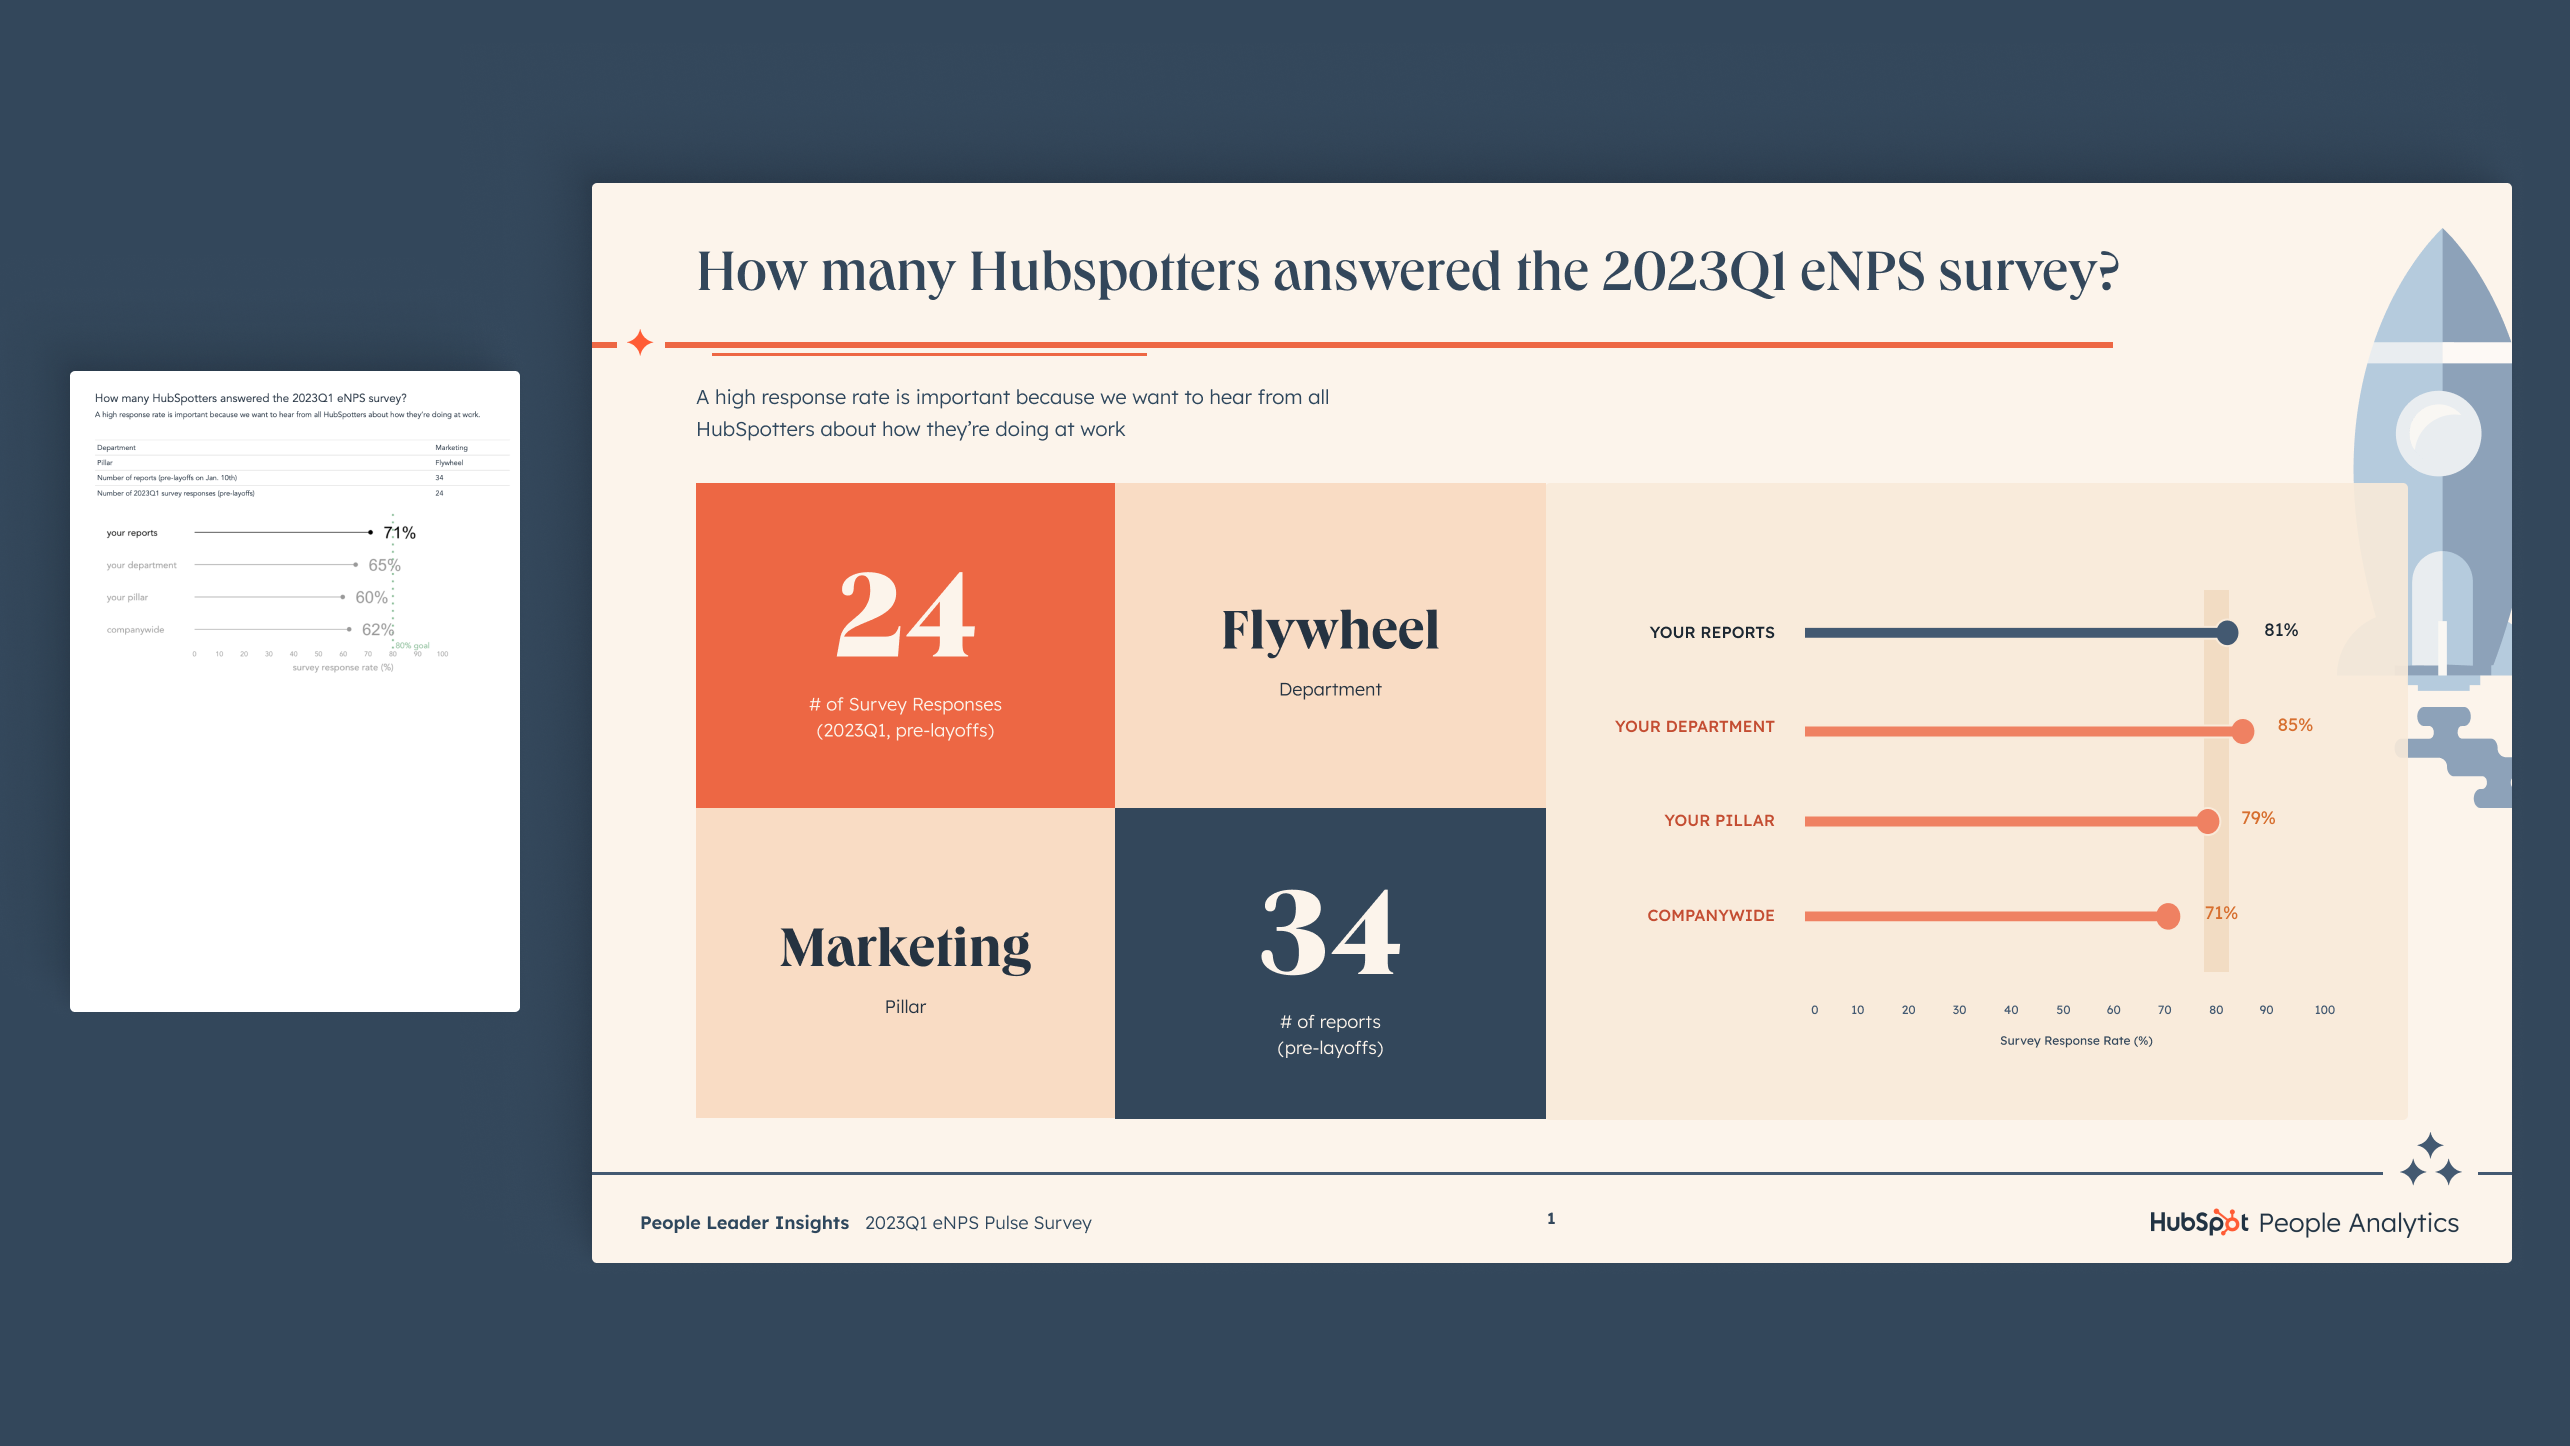 How many HubSpotters answered the 2023Q1 eNPS survey?
A high response rate is important because we want to hear from all HubSpotters about how they're doing at work.
Department Marketing
Pillar Flywheel
Number of reports (pre-layoffs on Jan. 10th) 34
Number of 2023Q1 survey responses (pre-layoffs) 24
your reports 71%
your department 65%
your pillar 60%
companywide 62%
80% goal
0 10 20 30 40 50 60 70 80 90 100
survey response rate (%)
How many Hubspotters answered the 2023Q1 eNPS survey?
A high response rate is important because we want to hear from all
HubSpotters about how they’re doing at work
24
# of Survey Responses
(2023Q1, pre-layoffs)
Flywheel
Department
Marketing
Pillar
34
# of reports
(pre-layoffs)
YOUR REPORTS 81%
YOUR DEPARTMENT 85%
YOUR PILLAR 79%
COMPANYWIDE 71%
0 10 20 30 40 50 60 70 80 90 100
Survey Response Rate (%)
People Leader Insights 2023Q1 eNPS Pulse Survey
1
HubSpot People Analytics